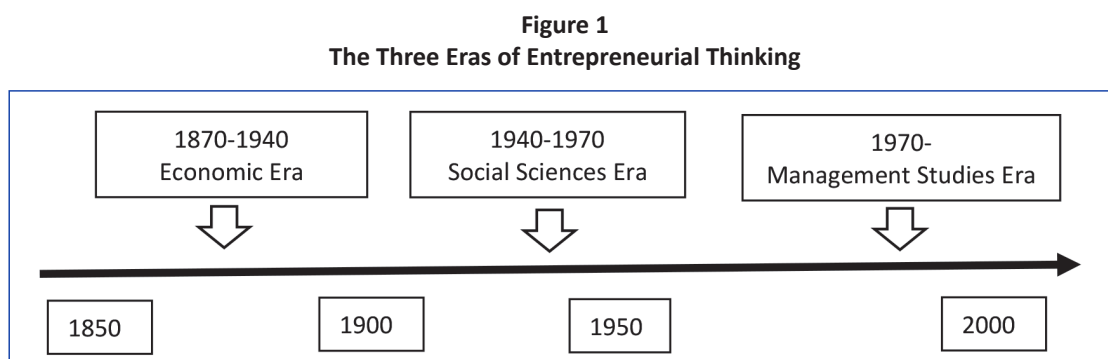 Figure 1
The Three Eras of Entrepreneurial Thinking
1870-1940
Economic Era
1940-1970
Social Sciences Era
1970-
Management Studies Era
1850
1900
1950
2000